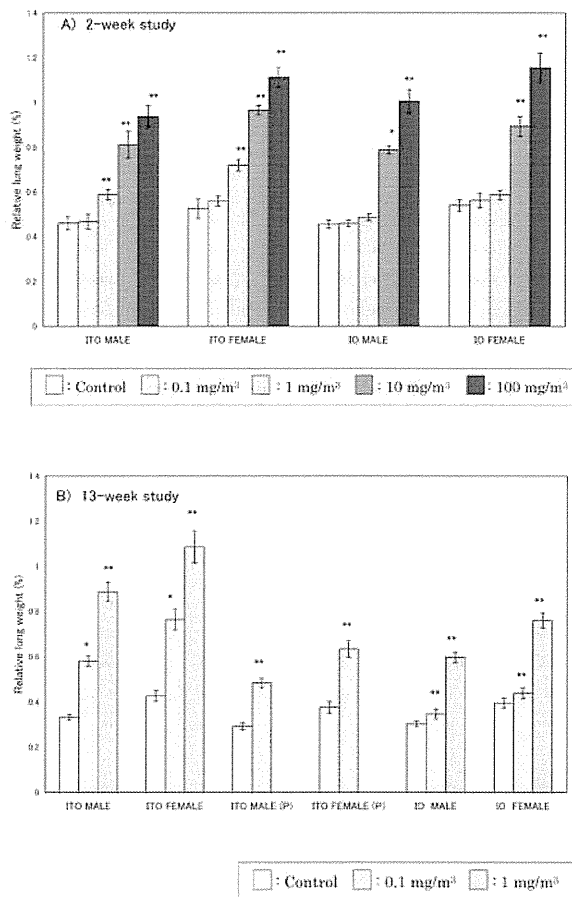 A) 2-week study
Relative lung weight (%)
1.4
1.2
1
0.8
0.6
0.4
0.2
0
** ** ** ** ** ** * ** ** **
ITO MALE ITO FEMALE IO MALE IO FEMALE
: Control : 0.1 mg/m³ : 1 mg/m³ : 10 mg/m³ : 100 mg/m³
B) 13-week study
Relative lung weight (%)
1.4
1.2
1
0.8
0.6
0.4
0.2
0
* ** * ** ** ** ** ** ** **
ITO MALE ITO FEMALE ITO MALE (P) ITO FEMALE (P) IO MALE IO FEMALE
: Control : 0.1 mg/m³ : 1 mg/m³